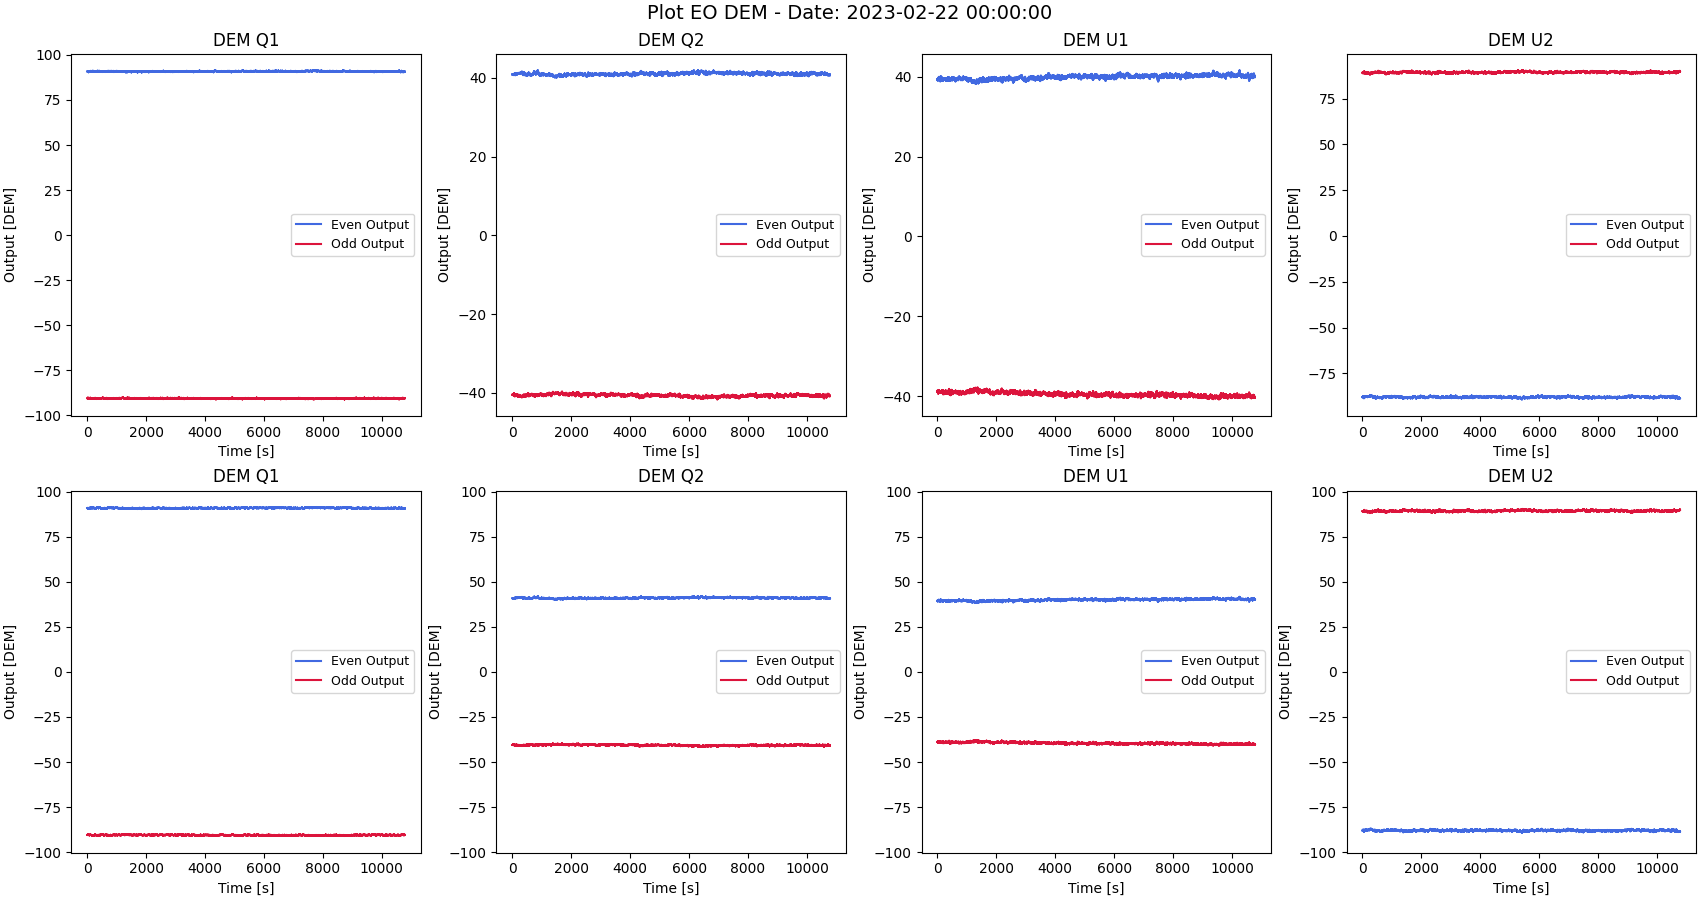 Plot EO DEM - Date: 2023-02-22 00:00:00
DEM Q1
DEM Q2
DEM U1
DEM U2
Output [DEM]
100
75
50
25
0
−25
−50
−75
−100
Even Output
Odd Output
0 2000 4000 6000 8000 10000
Time [s]
Output [DEM]
40
20
0
−20
−40
Even Output
Odd Output
0 2000 4000 6000 8000 10000
Time [s]
Output [DEM]
40
20
0
−20
−40
Even Output
Odd Output
0 2000 4000 6000 8000 10000
Time [s]
Output [DEM]
75
50
25
0
−25
−50
−75
Even Output
Odd Output
0 2000 4000 6000 8000 10000
Time [s]
DEM Q1
DEM Q2
DEM U1
DEM U2
Output [DEM]
100
75
50
25
0
−25
−50
−75
−100
Even Output
Odd Output
0 2000 4000 6000 8000 10000
Time [s]
Output [DEM]
100
75
50
25
0
−25
−50
−75
−100
Even Output
Odd Output
0 2000 4000 6000 8000 10000
Time [s]
Output [DEM]
100
75
50
25
0
−25
−50
−75
−100
Even Output
Odd Output
0 2000 4000 6000 8000 10000
Time [s]
Output [DEM]
100
75
50
25
0
−25
−50
−75
−100
Even Output
Odd Output
0 2000 4000 6000 8000 10000
Time [s]